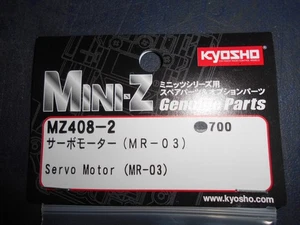 KYOSHO
MINI-Z
ミニッツシリーズ用
スペアパーツ&オプションパーツ
Genuine Parts
MZ408-2
700
サーボモーター(MR-03)
Servo Motor (MR-03)
www.kyosho.com